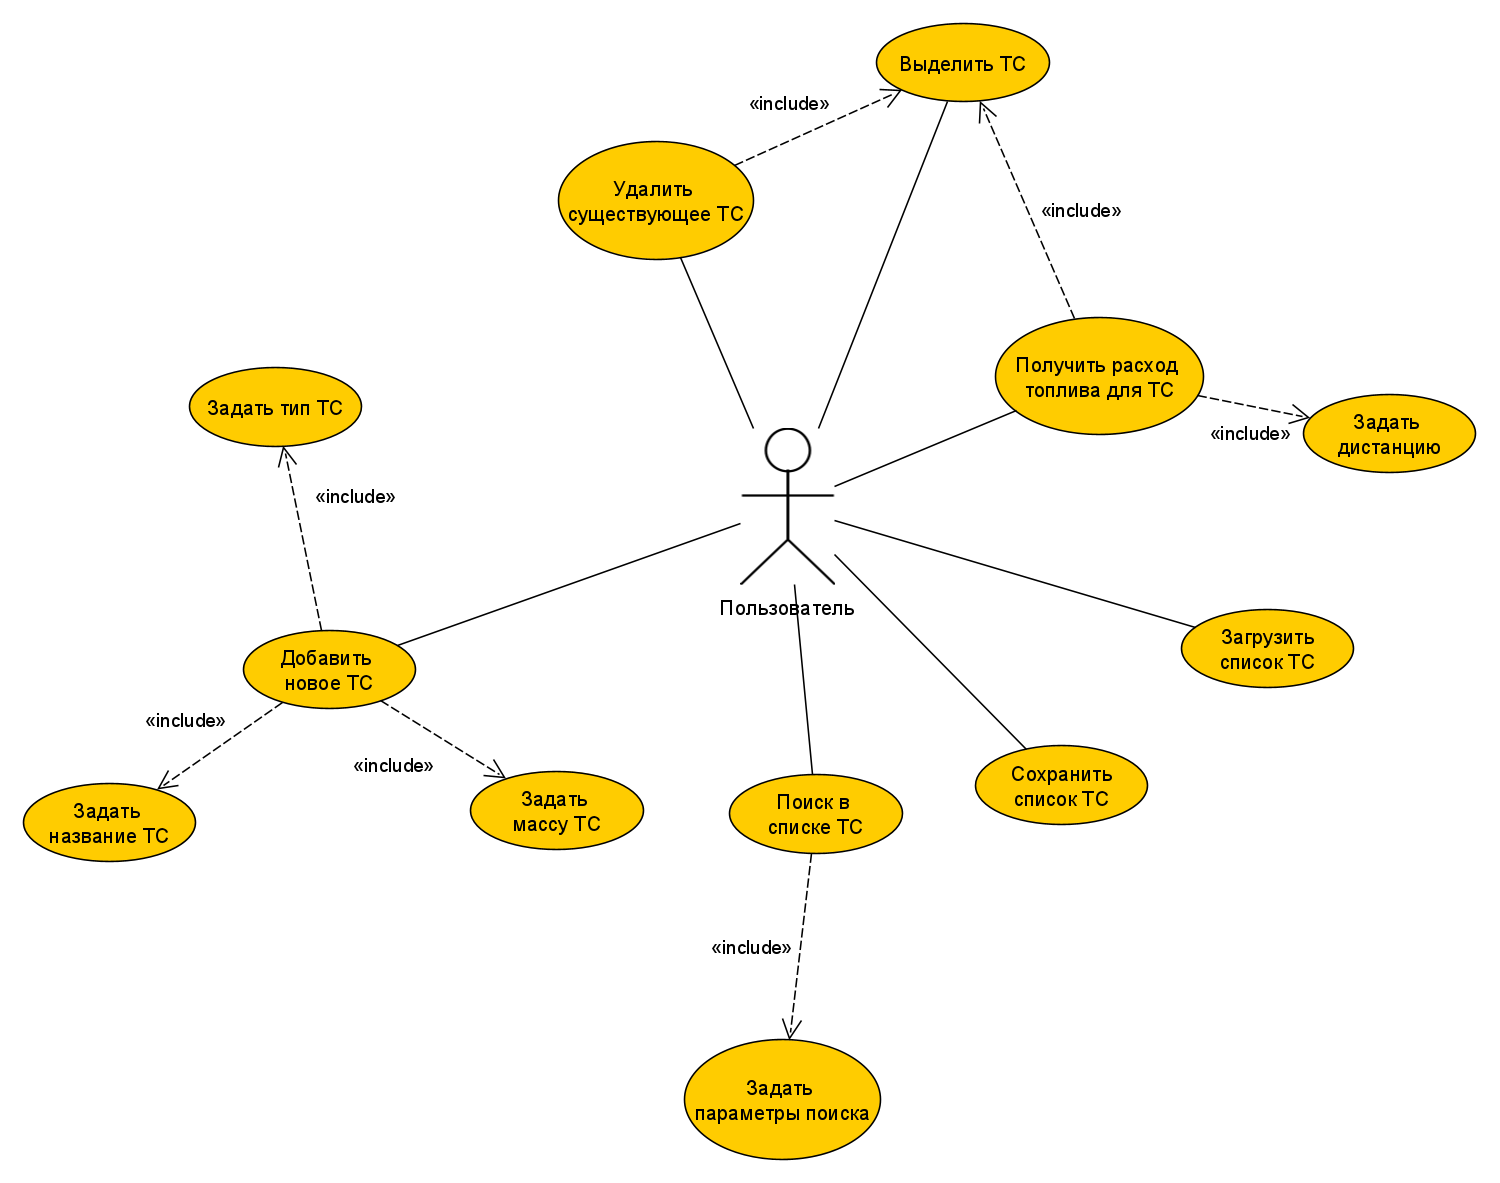 Выделить ТС
«include»
Удалить
существующее ТС
«include»
Получить расход
топлива для ТС
Задать тип ТС
Задать
дистанцию
«include»
«include»
Пользователь
Загрузить
список ТС
Добавить
новое ТС
«include»
«include»
Сохранить
список ТС
Задать
массу ТС
Поиск в
списке ТС
Задать
название ТС
«include»
Задать
параметры поиска